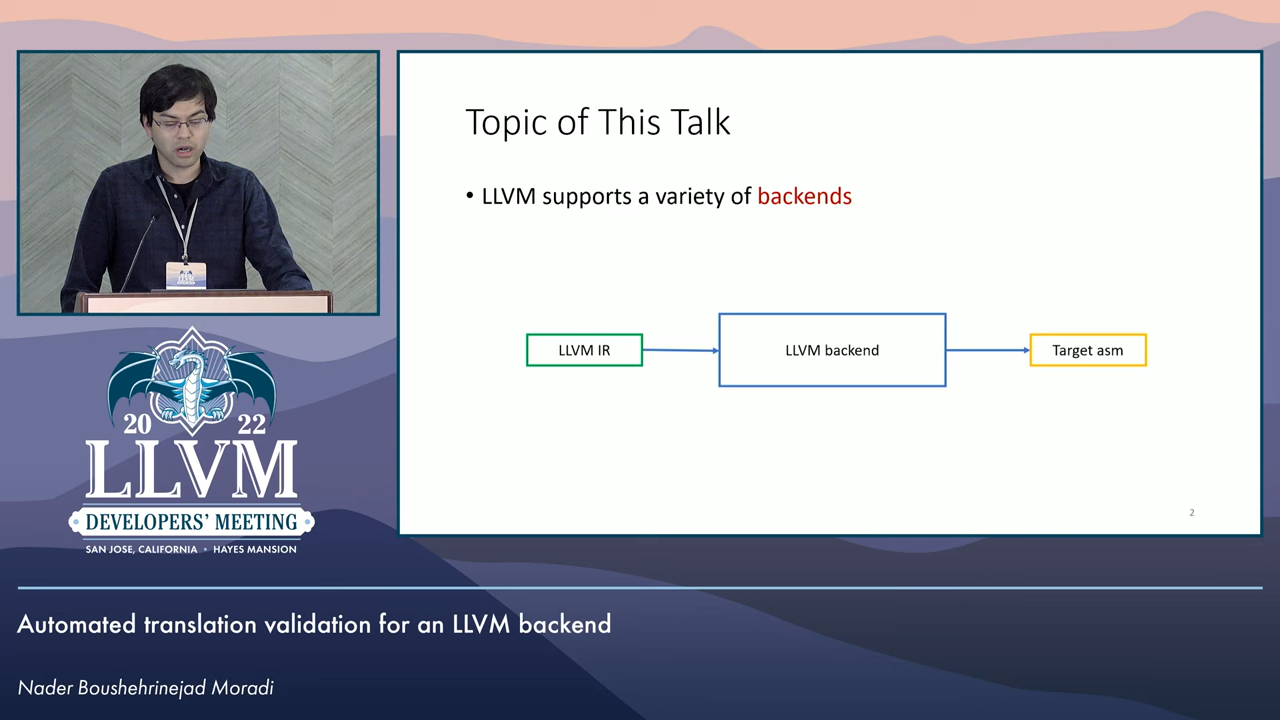 Topic of This Talk
• LLVM supports a variety of backends
LLVM IR
LLVM backend
Target asm
2
20 22
LLVM
DEVELOPERS' MEETING
SAN JOSE, CALIFORNIA • HAYES MANSION
Automated translation validation for an LLVM backend
Nader Boushehrinejad Moradi